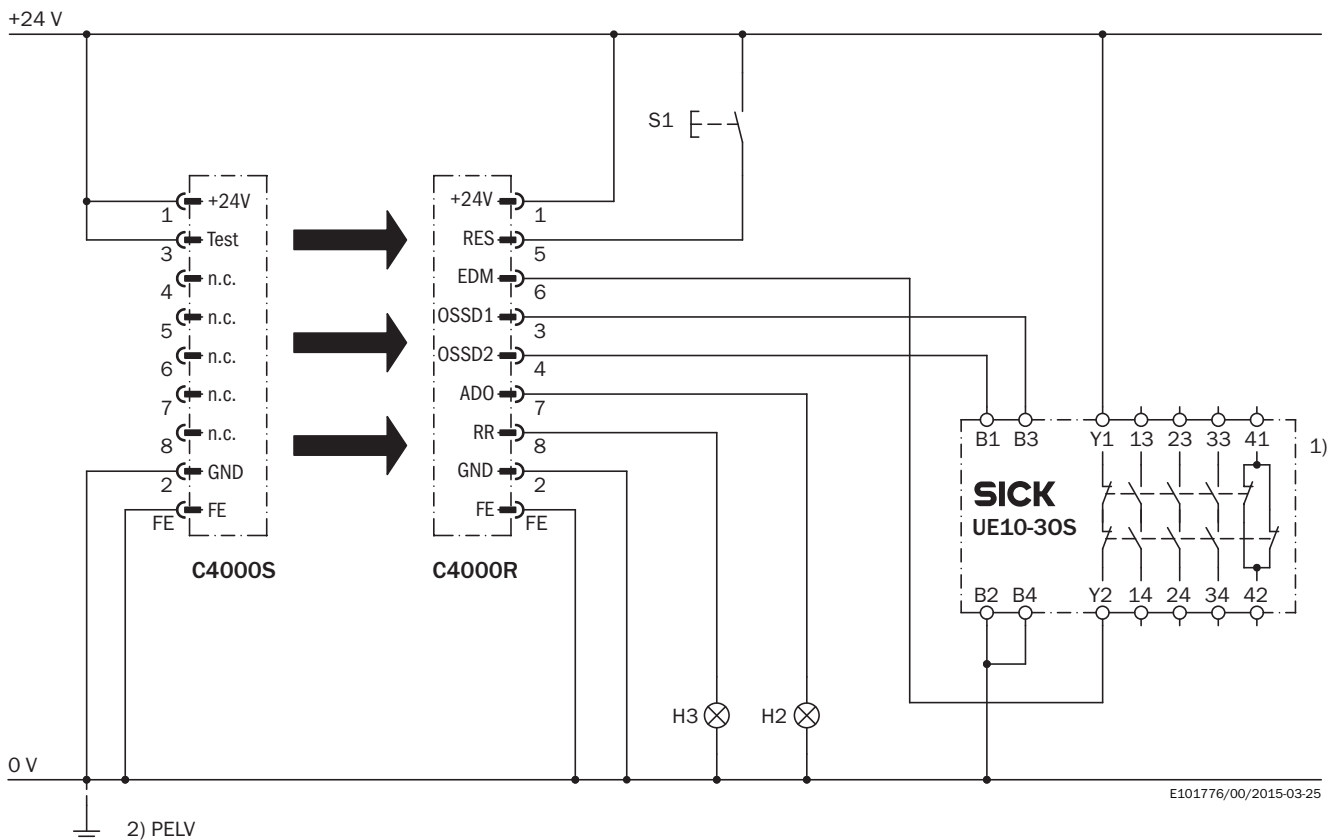 +24 V
S1
+24V
1
Test
3
n.c.
4
n.c.
5
n.c.
6
n.c.
7
n.c.
8
GND
2
FE
FE
C4000S
+24V
1
RES
5
EDM
6
OSSD1
3
OSSD2
4
ADO
7
RR
8
GND
2
FE
FE
C4000R
B1 B3 Y1 13 23 33 41
1)
SICK
UE10-30S
B2 B4 Y2 14 24 34 42
H3
H2
0 V
E101776/00/2015-03-25
2) PELV